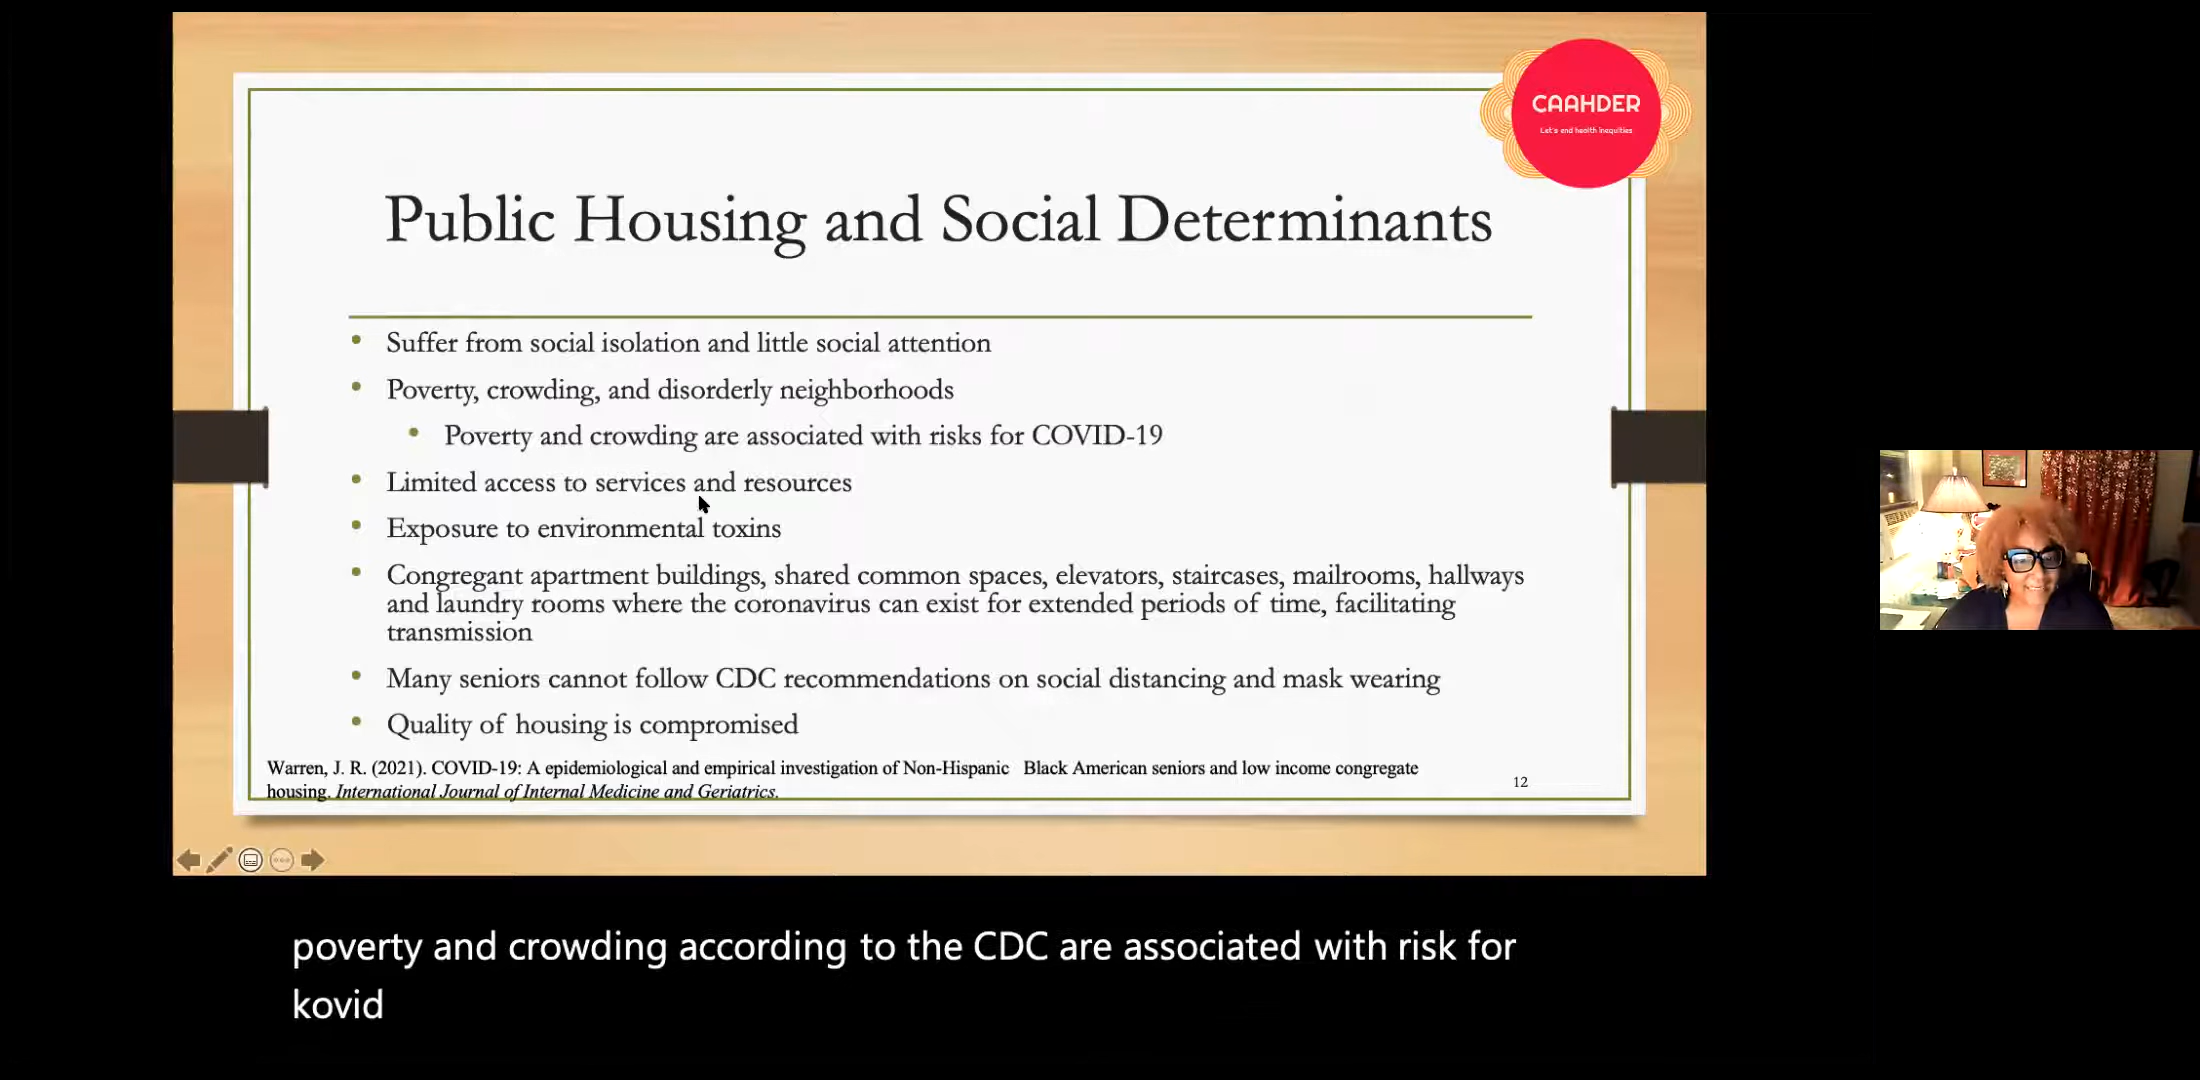 CAAHDER
Let's end health inequities
Public Housing and Social Determinants
• Suffer from social isolation and little social attention
• Poverty, crowding, and disorderly neighborhoods
• Poverty and crowding are associated with risks for COVID-19
• Limited access to services and resources
• Exposure to environmental toxins
• Congregant apartment buildings, shared common spaces, elevators, staircases, mailrooms, hallways
and laundry rooms where the coronavirus can exist for extended periods of time, facilitating
transmission
• Many seniors cannot follow CDC recommendations on social distancing and mask wearing
• Quality of housing is compromised
Warren, J. R. (2021). COVID-19: A epidemiological and empirical investigation of Non-Hispanic Black American seniors and low income congregate
housing. International Journal of Internal Medicine and Geriatrics.
12
poverty and crowding according to the CDC are associated with risk for
kovid